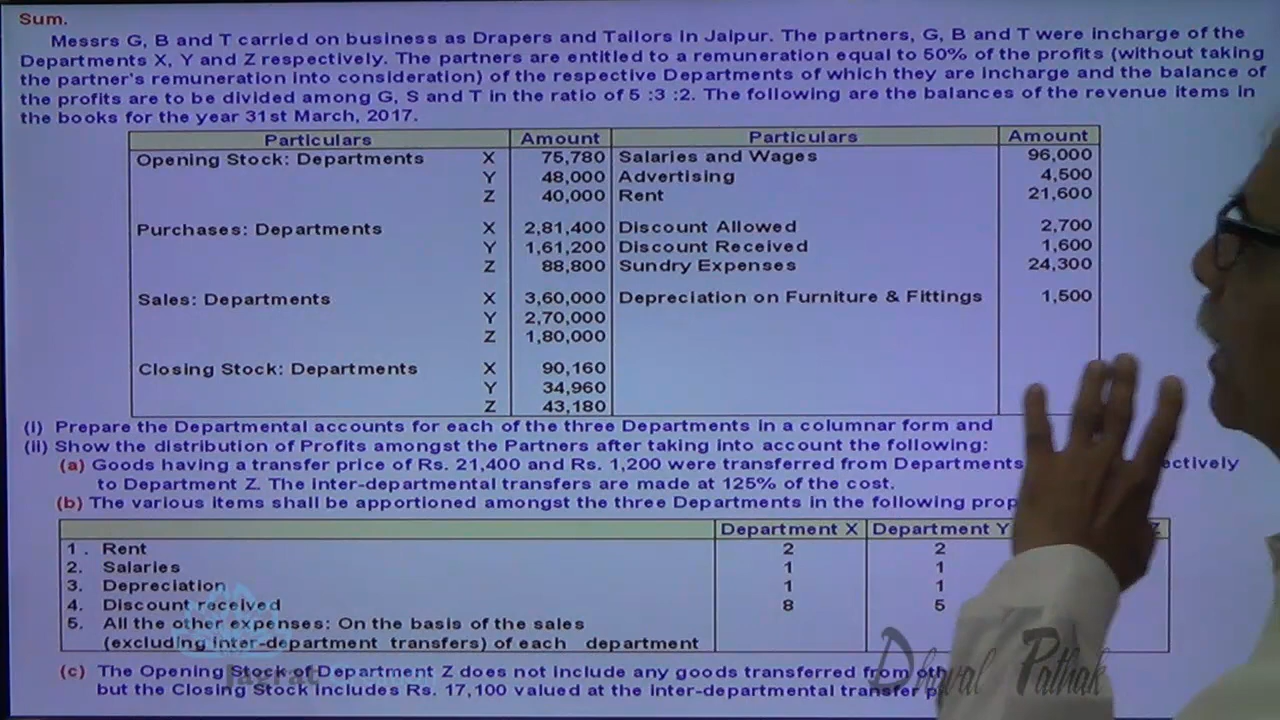 Sum.
Messrs G, B and T carried on business as Drapers and Tailors in Jaipur. The partners, G, B and T were incharge of the
Departments X, Y and Z respectively. The partners are entitled to a remuneration equal to 50% of the profits (without taking
the partner's remuneration into consideration) of the respective Departments of which they are incharge and the balance of
the profits are to be divided among G, S and T in the ratio of 5 :3 :2. The following are the balances of the revenue items in
the books for the year 31st March, 2017.
Particulars Amount Particulars Amount
Opening Stock: Departments X 75,780 Salaries and Wages 96,000
Y 48,000 Advertising 4,500
Z 40,000 Rent 21,600
Purchases: Departments X 2,81,400 Discount Allowed 2,700
Y 1,61,200 Discount Received 1,600
Z 88,800 Sundry Expenses 24,300
Sales: Departments X 3,60,000 Depreciation on Furniture & Fittings 1,500
Y 2,70,000
Z 1,80,000
Closing Stock: Departments X 90,160
Y 34,960
Z 43,180
(i) Prepare the Departmental accounts for each of the three Departments in a columnar form and
(ii) Show the distribution of Profits amongst the Partners after taking into account the following:
(a) Goods having a transfer price of Rs. 21,400 and Rs. 1,200 were transferred from Departments
to Department Z. The inter-departmental transfers are made at 125% of the cost.
(b) The various items shall be apportioned amongst the three Departments in the following
Department X Department Y Z
1. Rent 2 2
2. Salaries 1 1
3. Depreciation 1 1
4. Discount received 8 5
5. All the other expenses: On the basis of the sales
(excluding inter-department transfers) of each department
(c) The Opening Stock of Department Z does not include any goods transferred from
but the Closing Stock includes Rs. 17,100 valued at the inter-departmental transfer
Dhaval Pathak